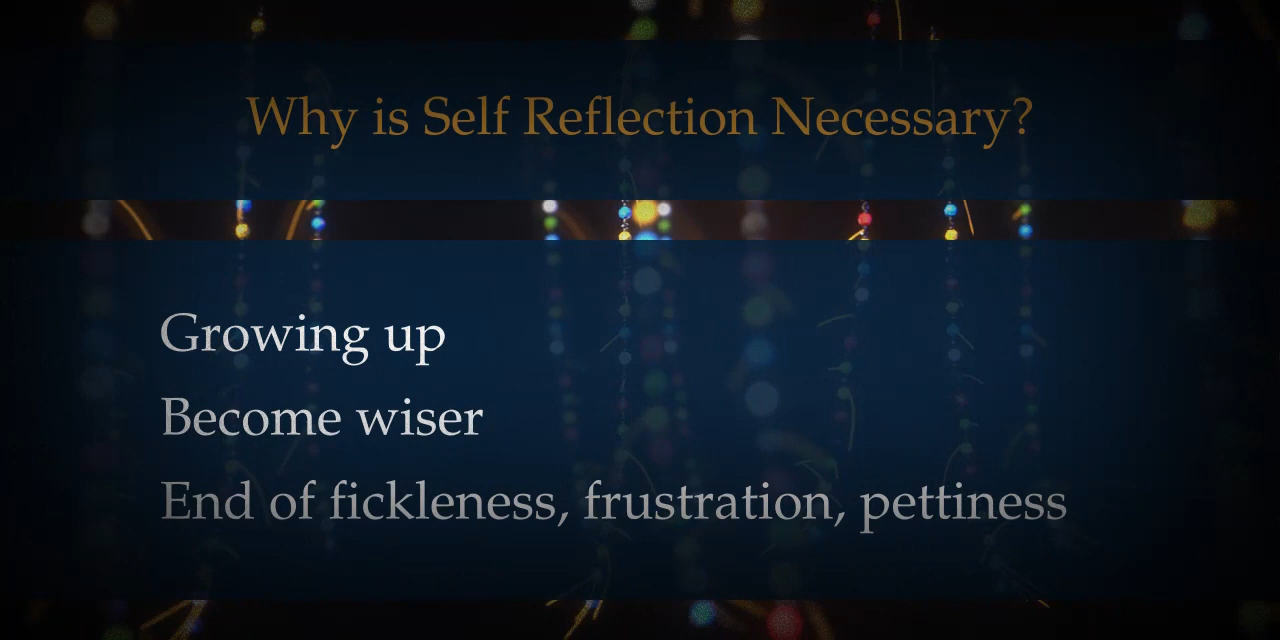 Why is Self Reflection Necessary?
Growing up
Become wiser
End of fickleness, frustration, pettiness